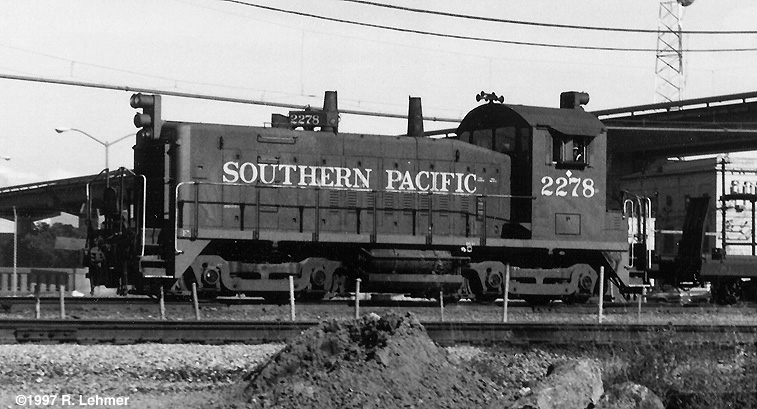 2278
SOUTHERN PACIFIC
2278
©1997 R. Lehmer